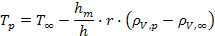 T_p = T_∞ − h_m/h · r · (ρ_{V,p} − ρ_{V,∞})